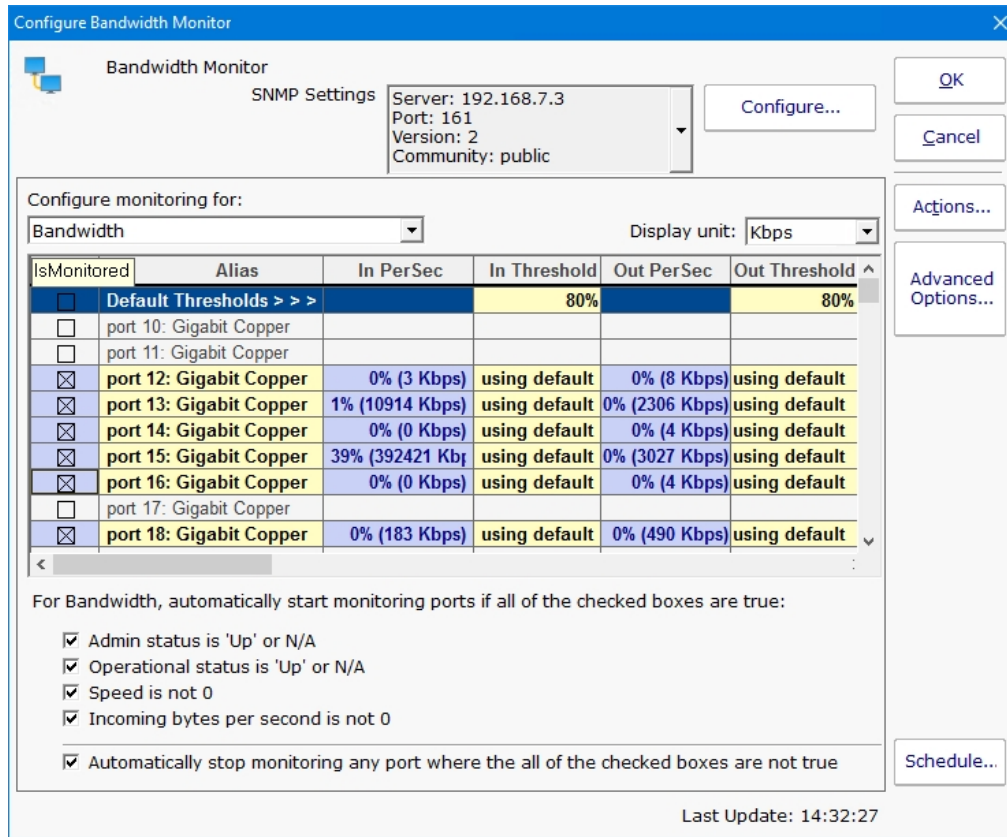 Configure Bandwidth Monitor
Bandwidth Monitor
SNMP Settings
Server: 192.168.7.3
Port: 161
Version: 2
Community: public
Configure...
OK
Cancel
Actions...
Advanced
Options...
Configure monitoring for:
Bandwidth
Display unit: Kbps
IsMonitored Alias In PerSec In Threshold Out PerSec Out Threshold
Default Thresholds > > > 80% 80%
port 10: Gigabit Copper
port 11: Gigabit Copper
port 12: Gigabit Copper 0% (3 Kbps) using default 0% (8 Kbps) using default
port 13: Gigabit Copper 1% (10914 Kbps) using default 0% (2306 Kbps) using default
port 14: Gigabit Copper 0% (0 Kbps) using default 0% (4 Kbps) using default
port 15: Gigabit Copper 39% (392421 Kbp using default 0% (3027 Kbps) using default
port 16: Gigabit Copper 0% (0 Kbps) using default 0% (4 Kbps) using default
port 17: Gigabit Copper
port 18: Gigabit Copper 0% (183 Kbps) using default 0% (490 Kbps) using default
For Bandwidth, automatically start monitoring ports if all of the checked boxes are true:
Admin status is 'Up' or N/A
Operational status is 'Up' or N/A
Speed is not 0
Incoming bytes per second is not 0
Automatically stop monitoring any port where the all of the checked boxes are not true
Schedule...
Last Update: 14:32:27